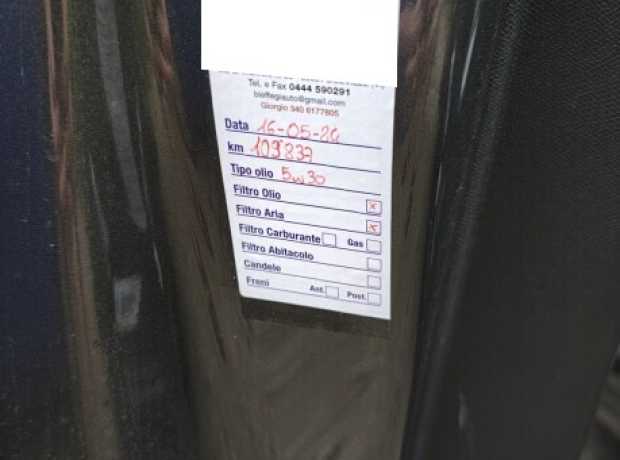 Tel. e Fax 0444 590291
bieffegiauto@gmail.com
Giorgio 340 6177805
Data 16-05-20
km 109837
Tipo olio 5w30
Filtro Olio x
Filtro Aria x
Filtro Carburante Gas
Filtro Abitacolo
Candele
Freni Ant. Post.